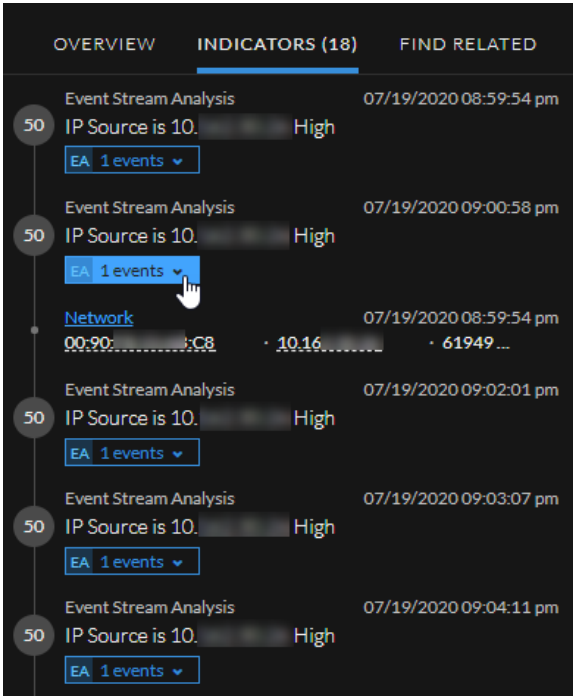 OVERVIEW INDICATORS (18) FIND RELATED
Event Stream Analysis 07/19/2020 08:59:54 pm
50 IP Source is 10. High
EA 1 events
Event Stream Analysis 07/19/2020 09:00:58 pm
50 IP Source is 10. High
EA 1 events
Network 07/19/2020 08:59:54 pm
00:90: :C8 · 10.16 · 61949 ...
Event Stream Analysis 07/19/2020 09:02:01 pm
50 IP Source is 10. High
EA 1 events
Event Stream Analysis 07/19/2020 09:03:07 pm
50 IP Source is 10. High
EA 1 events
Event Stream Analysis 07/19/2020 09:04:11 pm
50 IP Source is 10. High
EA 1 events